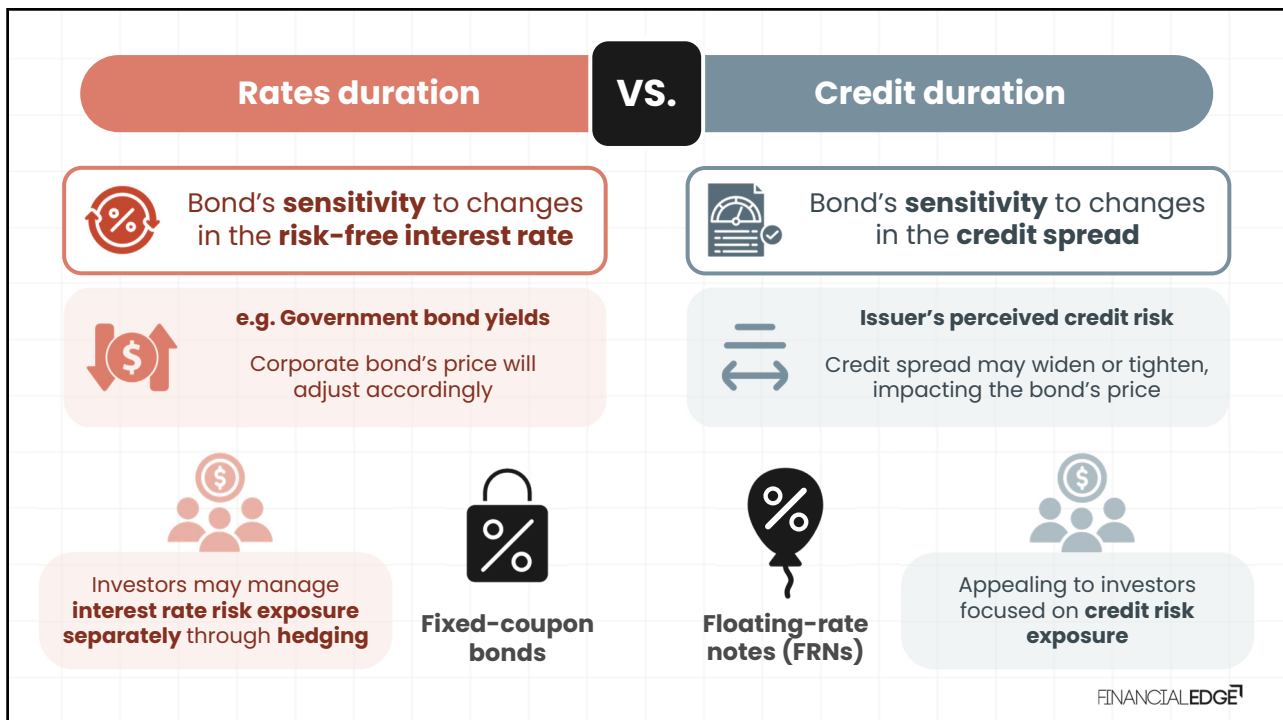 Rates duration
VS.
Credit duration
Bond's sensitivity to changes
in the risk-free interest rate
Bond's sensitivity to changes
in the credit spread
e.g. Government bond yields
Corporate bond's price will
adjust accordingly
Issuer's perceived credit risk
Credit spread may widen or tighten,
impacting the bond's price
Investors may manage
interest rate risk exposure
separately through hedging
Fixed-coupon
bonds
Floating-rate
notes (FRNs)
Appealing to investors
focused on credit risk
exposure
FINANCIALEDGE